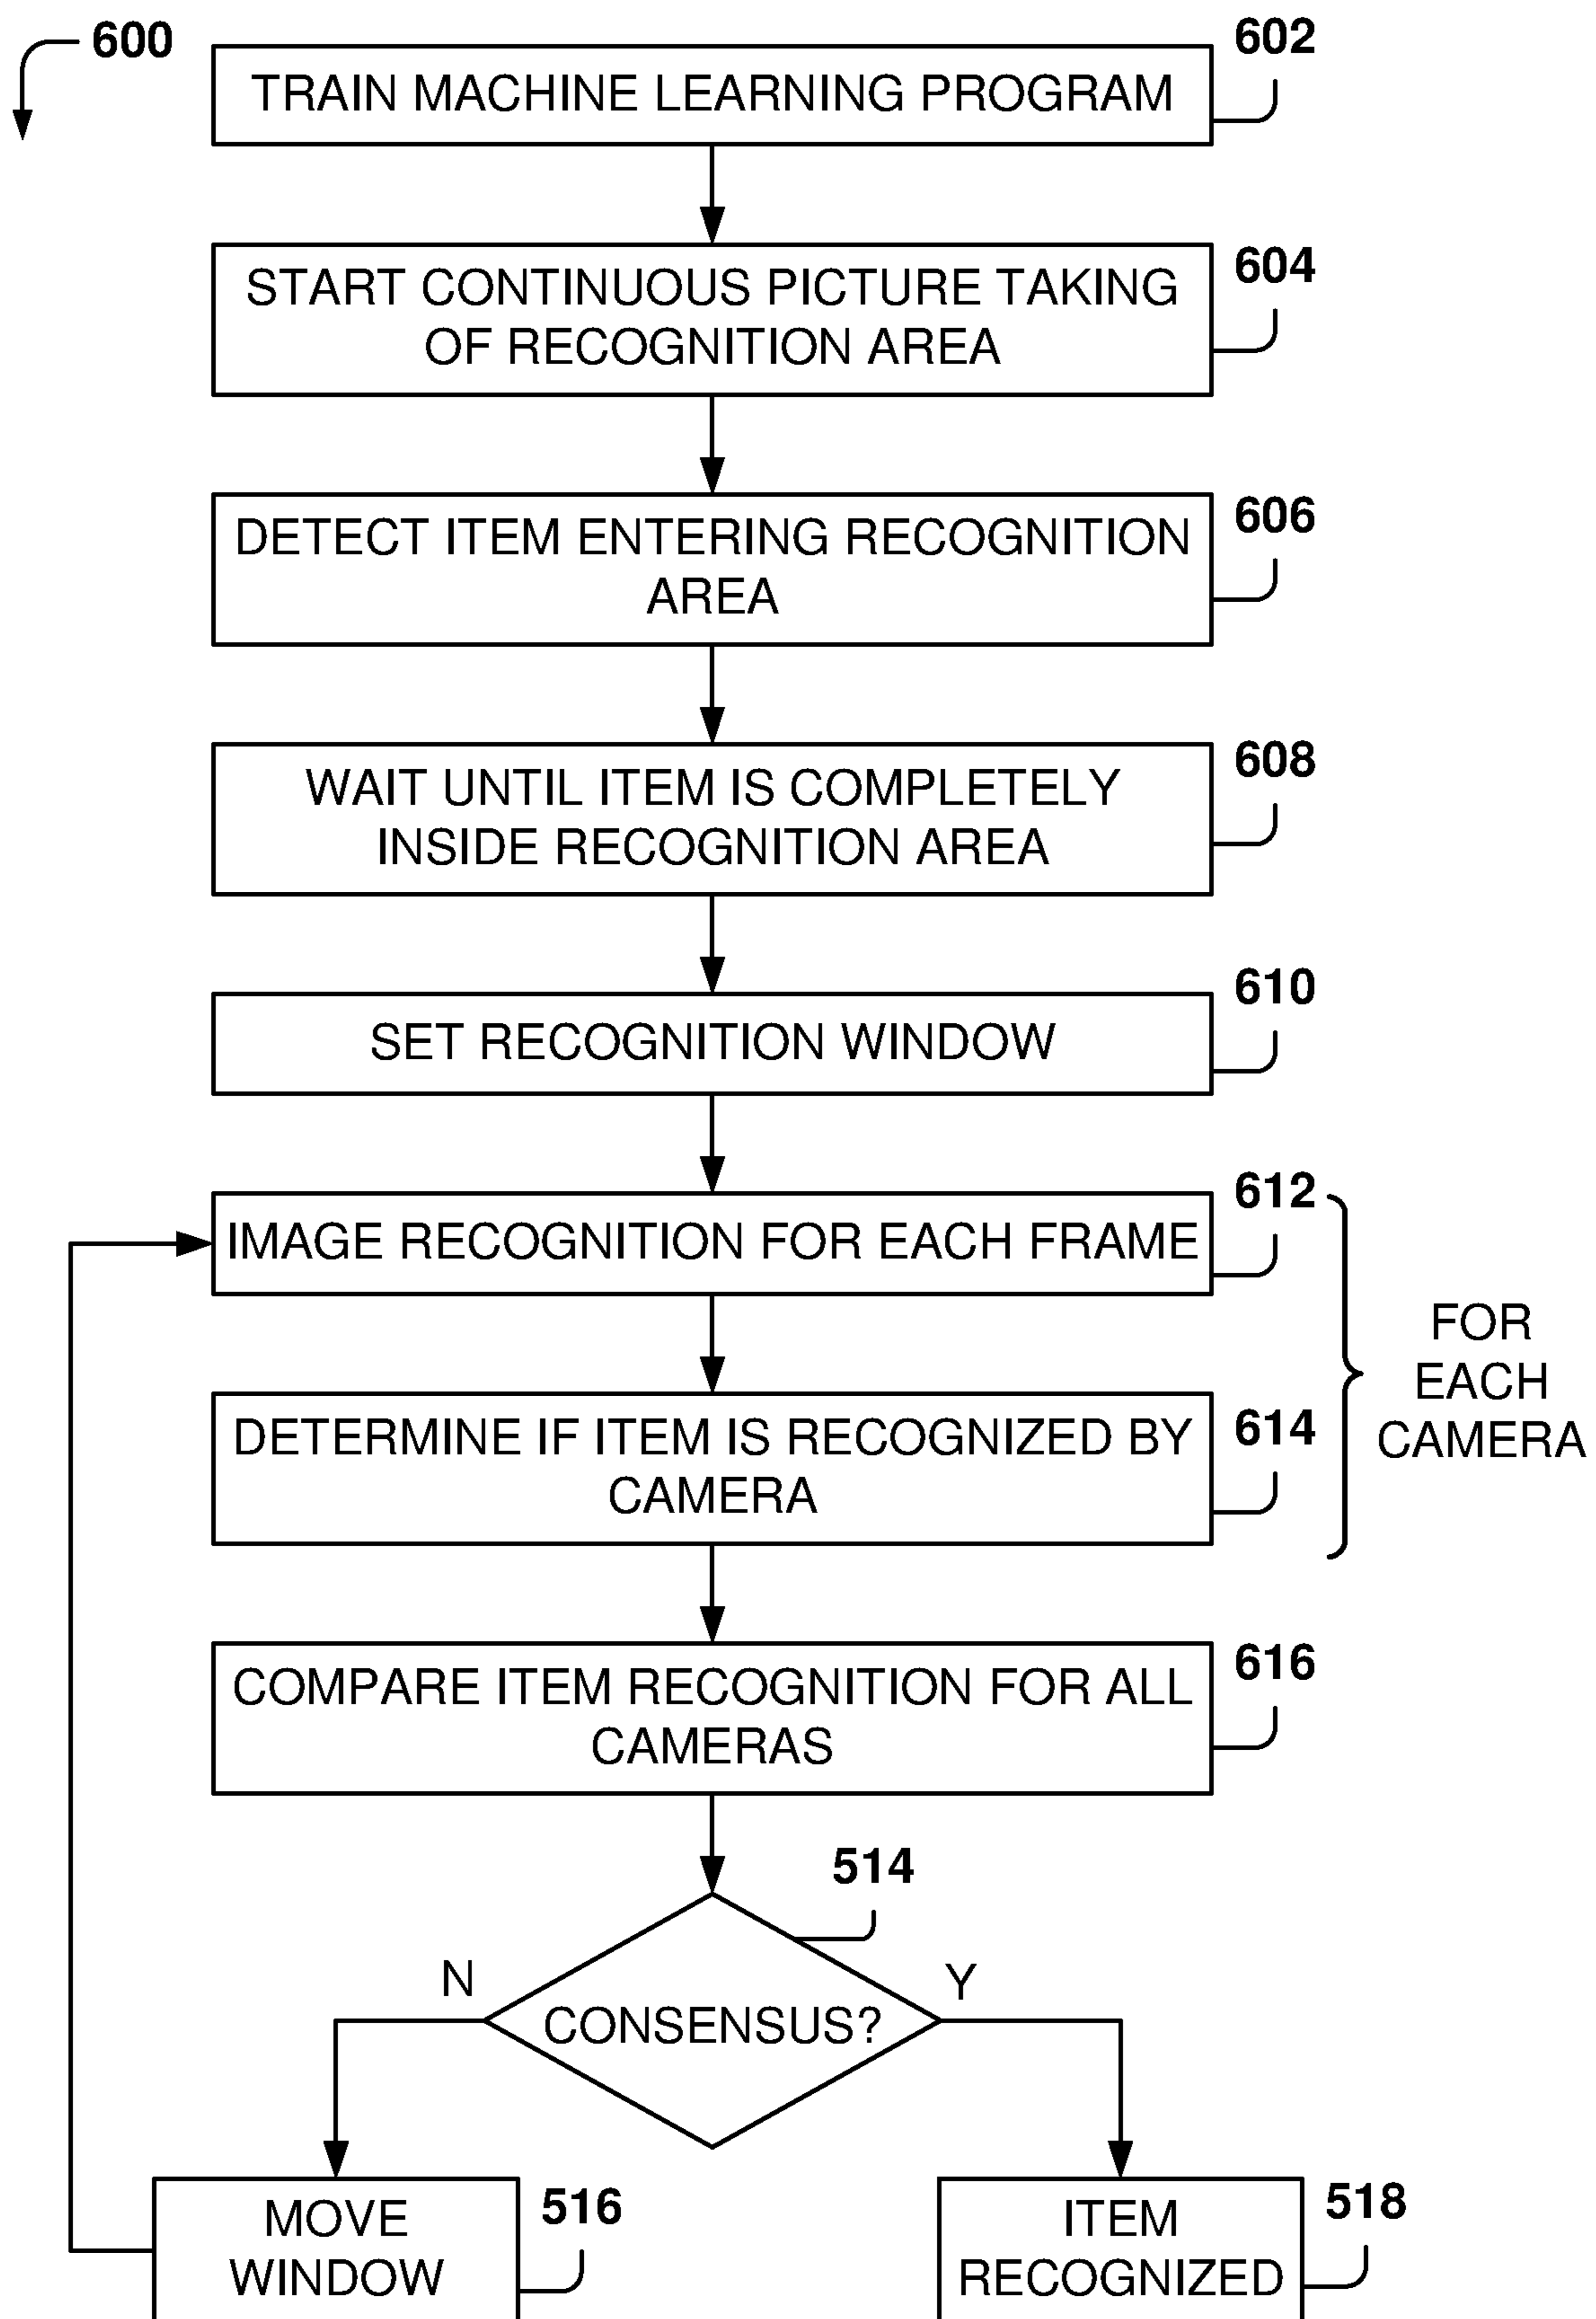 600
602
TRAIN MACHINE LEARNING PROGRAM
604
START CONTINUOUS PICTURE TAKING
OF RECOGNITION AREA
606
DETECT ITEM ENTERING RECOGNITION
AREA
608
WAIT UNTIL ITEM IS COMPLETELY
INSIDE RECOGNITION AREA
610
SET RECOGNITION WINDOW
612
IMAGE RECOGNITION FOR EACH FRAME
FOR
EACH
CAMERA
614
DETERMINE IF ITEM IS RECOGNIZED BY
CAMERA
616
COMPARE ITEM RECOGNITION FOR ALL
CAMERAS
514
N
Y
CONSENSUS?
516
MOVE
WINDOW
518
ITEM
RECOGNIZED